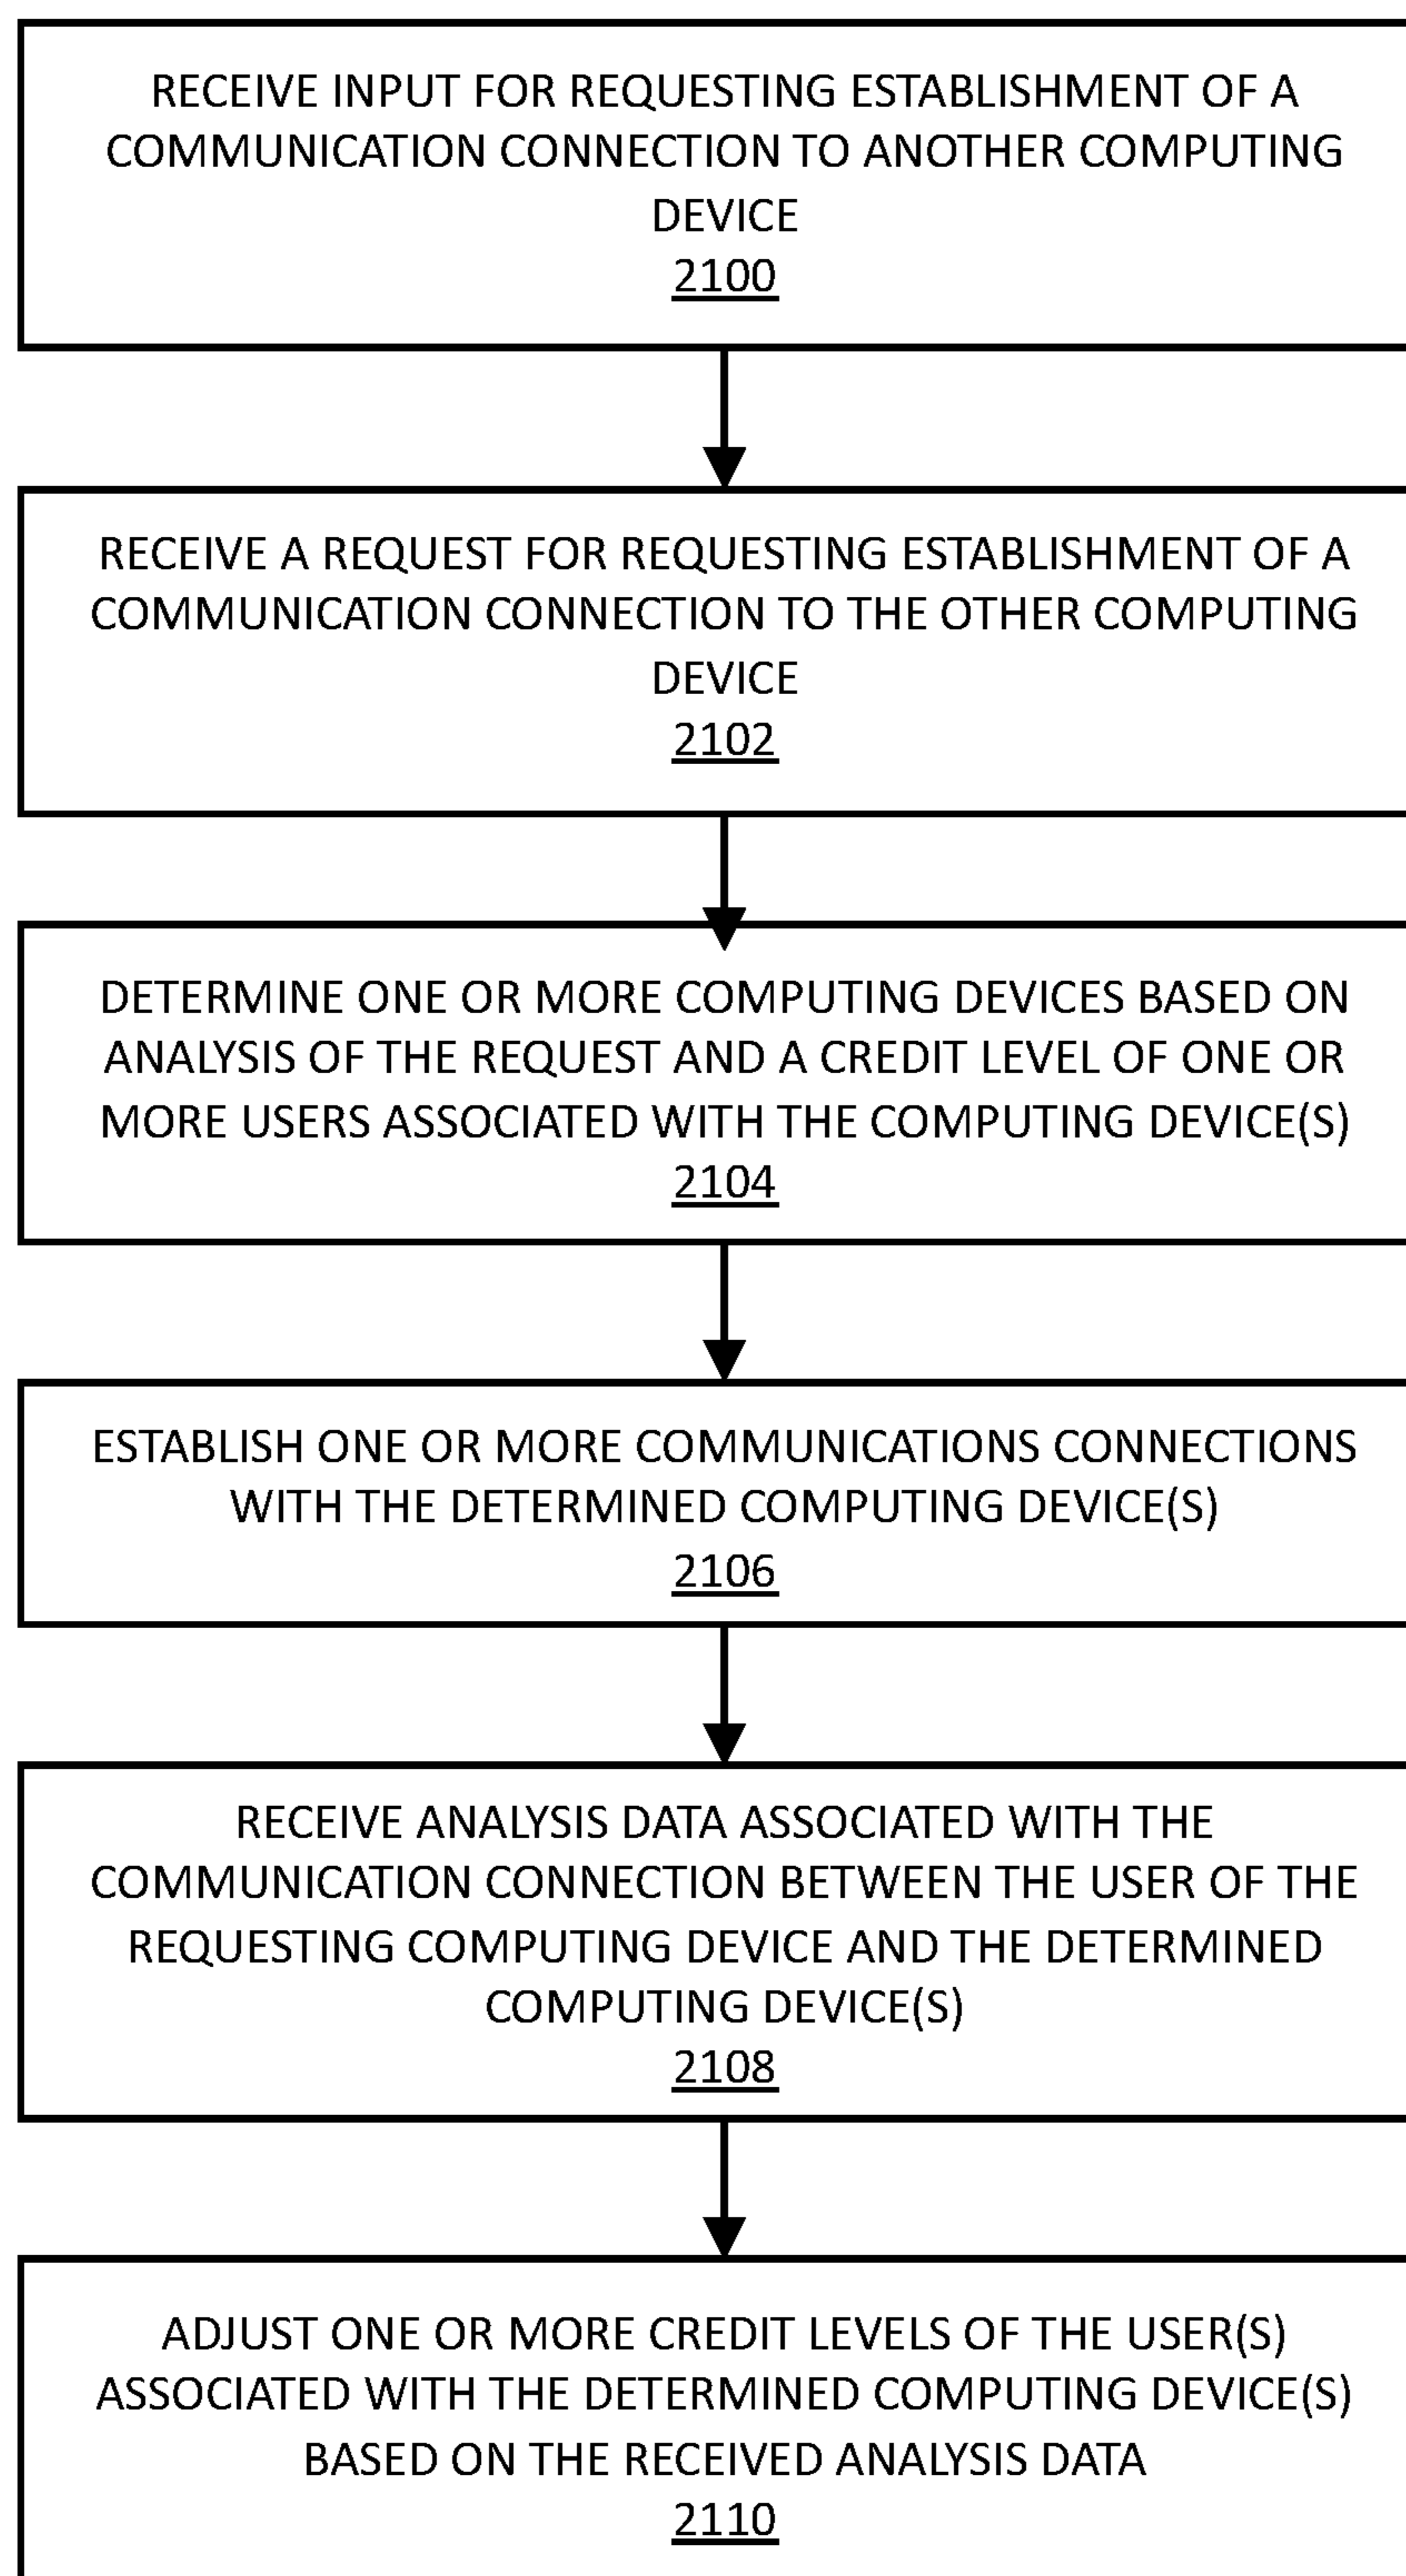 RECEIVE INPUT FOR REQUESTING ESTABLISHMENT OF A
COMMUNICATION CONNECTION TO ANOTHER COMPUTING
DEVICE
2100
RECEIVE A REQUEST FOR REQUESTING ESTABLISHMENT OF A
COMMUNICATION CONNECTION TO THE OTHER COMPUTING
DEVICE
2102
DETERMINE ONE OR MORE COMPUTING DEVICES BASED ON
ANALYSIS OF THE REQUEST AND A CREDIT LEVEL OF ONE OR
MORE USERS ASSOCIATED WITH THE COMPUTING DEVICE(S)
2104
ESTABLISH ONE OR MORE COMMUNICATIONS CONNECTIONS
WITH THE DETERMINED COMPUTING DEVICE(S)
2106
RECEIVE ANALYSIS DATA ASSOCIATED WITH THE
COMMUNICATION CONNECTION BETWEEN THE USER OF THE
REQUESTING COMPUTING DEVICE AND THE DETERMINED
COMPUTING DEVICE(S)
2108
ADJUST ONE OR MORE CREDIT LEVELS OF THE USER(S)
ASSOCIATED WITH THE DETERMINED COMPUTING DEVICE(S)
BASED ON THE RECEIVED ANALYSIS DATA
2110